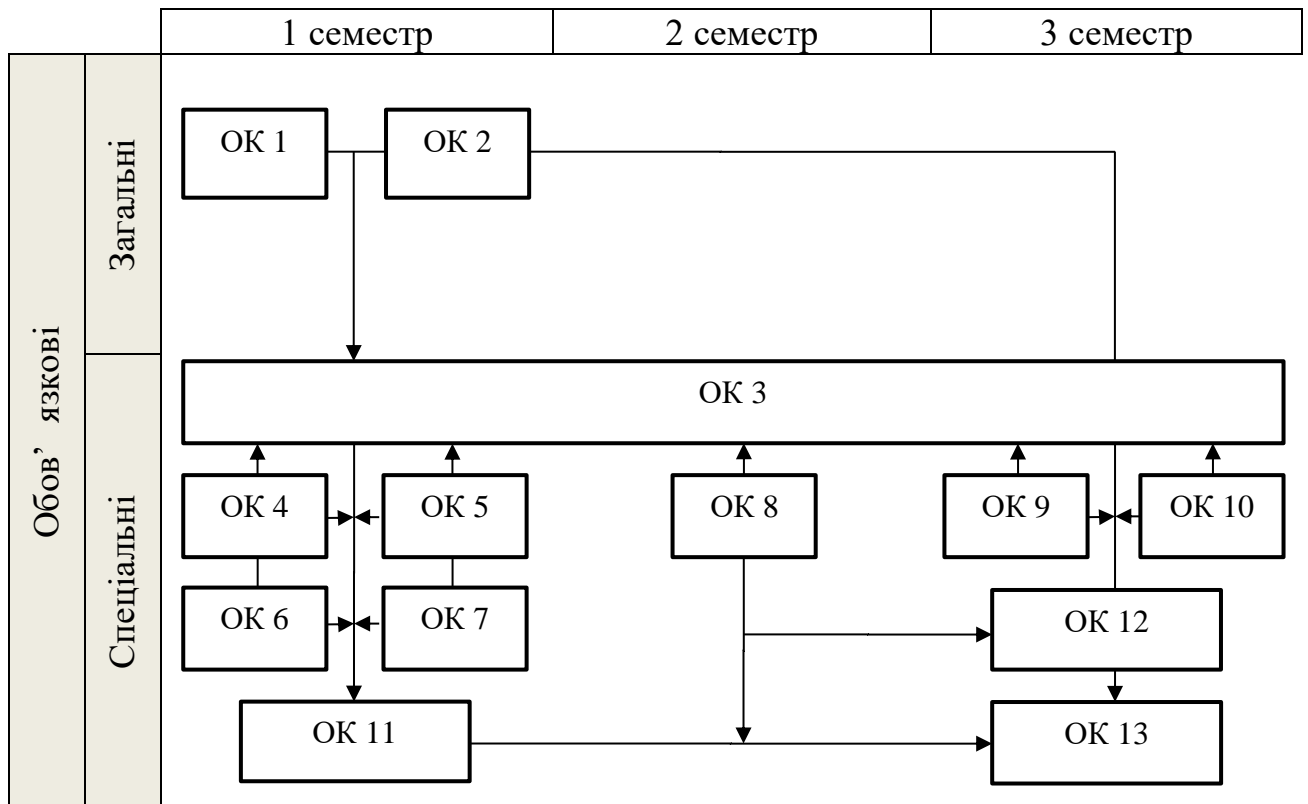 1 семестр
2 семестр
3 семестр
Обов’ язкові
Загальні
Спеціальні
ОК 1
ОК 2
ОК 3
ОК 4
ОК 5
ОК 8
ОК 9
ОК 10
ОК 6
ОК 7
ОК 12
ОК 11
ОК 13